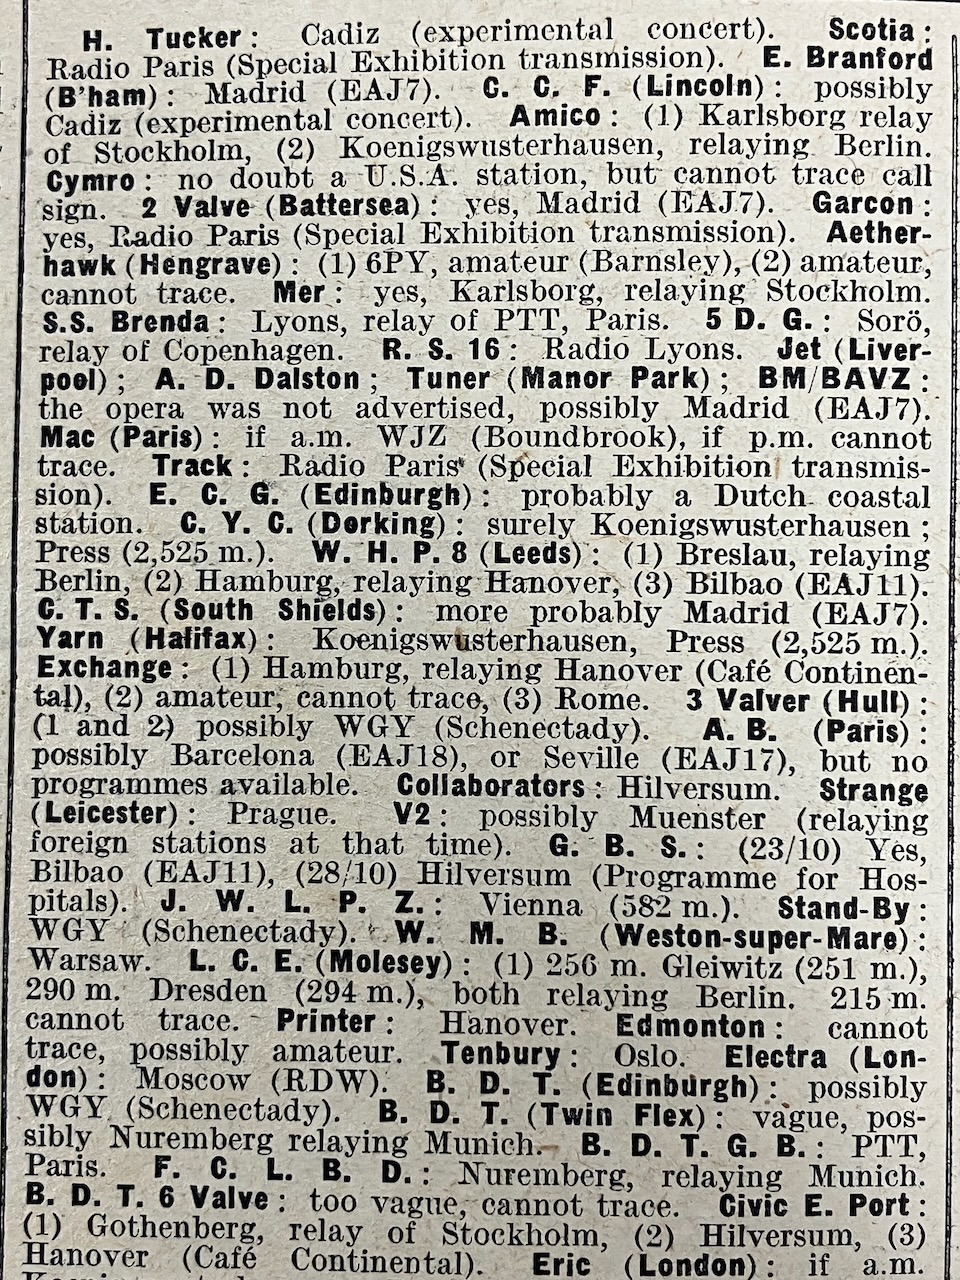 H. Tucker: Cadiz (experimental concert). Scotia:
Radio Paris (Special Exhibition transmission). E. Branford
(B'ham): Madrid (EAJ7). C. C. F. (Lincoln): possibly
Cadiz (experimental concert). Amico: (1) Karlsborg relay
of Stockholm, (2) Koenigswusterhausen, relaying Berlin.
Cymro: no doubt a U.S.A. station, but cannot trace call
sign. 2 Valve (Battersea): yes, Madrid (EAJ7). Garcon:
yes, Radio Paris (Special Exhibition transmission). Aether-
hawk (Hengrave): (1) 6PY, amateur (Barnsley), (2) amateur,
cannot trace. Mer: yes, Karlsborg, relaying Stockholm.
S.S. Brenda: Lyons, relay of PTT, Paris. 5 D. G.: Sorö,
relay of Copenhagen. R. S. 16: Radio Lyons. Jet (Liver-
pool); A. D. Dalston; Tuner (Manor Park); BM/BAVZ:
the opera was not advertised, possibly Madrid (EAJ7).
Mac (Paris): if a.m. WJZ (Boundbrook), if p.m. cannot
trace. Track: Radio Paris (Special Exhibition transmis-
sion). E. C. G. (Edinburgh): probably a Dutch coastal
station. C. Y. C. (Dorking): surely Koenigswusterhausen;
Press (2,525 m.). W. H. P. 8 (Leeds): (1) Breslau, relaying
Berlin, (2) Hamburg, relaying Hanover, (3) Bilbao (EAJ11).
C. T. S. (South Shields): more probably Madrid (EAJ7).
Yarn (Halifax): Koenigswusterhausen, Press (2,525 m.).
Exchange: (1) Hamburg, relaying Hanover (Café Continen-
tal), (2) amateur, cannot trace, (3) Rome. 3 Valver (Hull):
(1 and 2) possibly WGY (Schenectady). A. B. (Paris):
possibly Barcelona (EAJ18), or Seville (EAJ17), but no
programmes available. Collaborators: Hilversum. Strange
(Leicester): Prague. V2: possibly Muenster (relaying
foreign stations at that time). G. B. S.: (23/10) Yes,
Bilbao (EAJ11), (28/10) Hilversum (Programme for Hos-
pitals). J. W. L. P. Z.: Vienna (582 m.). Stand-By:
WGY (Schenectady). W. M. B. (Weston-super-Mare):
Warsaw. L. C. E. (Molesey): (1) 256 m. Gleiwitz (251 m.),
290 m. Dresden (294 m.), both relaying Berlin. 215 m.
cannot trace. Printer: Hanover. Edmonton: cannot
trace, possibly amateur. Tenbury: Oslo. Electra (Lon-
don): Moscow (RDW). B. D. T. (Edinburgh): possibly
WGY (Schenectady). B. D. T. (Twin Flex): vague, pos-
sibly Nuremberg relaying Munich. B. D. T. G. B.: PTT,
Paris. F. C. L. B. D.: Nuremberg, relaying Munich.
B. D. T. 6 Valve: too vague, cannot trace. Civic E. Port:
(1) Gothenberg, relay of Stockholm, (2) Hilversum, (3)
Hanover (Café Continental). Eric (London): if a.m.